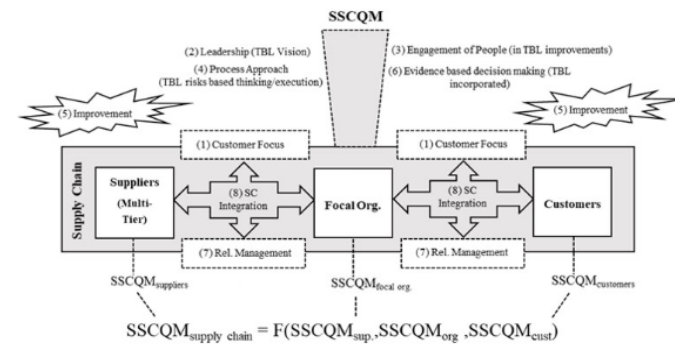 SSCQM
(2) Leadership (TBL Vision)
(4) Process Approach
(TBL risks based thinking/execution)
(3) Engagement of People (in TBL improvements)
(6) Evidence based decision making (TBL
incorporated)
(5) Improvement
(5) Improvement
(1) Customer Focus
(1) Customer Focus
Supply Chain
Suppliers
(Multi-
Tier)
(8) SC
Integration
Focal Org.
(8) SC
Integration
Customers
(7) Rel. Management
(7) Rel. Management
SSCQMsuppliers
SSCQMfocal org.
SSCQMcustomers
SSCQMsupply chain = F(SSCQMsup.,SSCQMorg ,SSCQMcust)